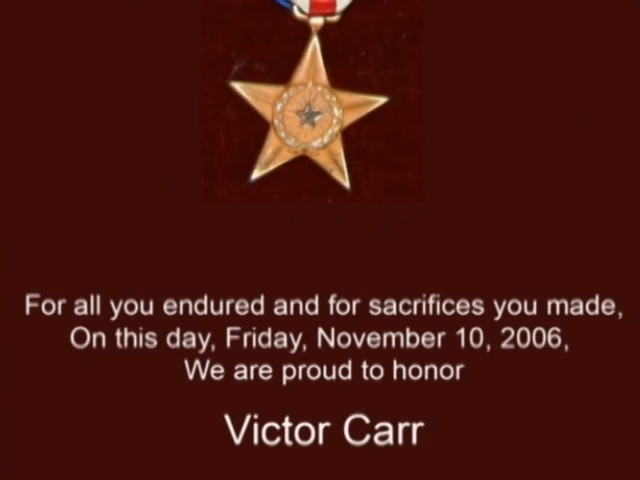 For all you endured and for sacrifices you made,
On this day, Friday, November 10, 2006,
We are proud to honor
Victor Carr